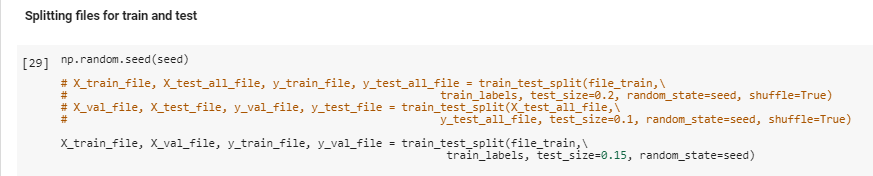 Splitting files for train and test
[29] np.random.seed(seed)
# X_train_file, X_test_all_file, y_train_file, y_test_all_file = train_test_split(file_train,\
# train_labels, test_size=0.2, random_state=seed, shuffle=True)
# X_val_file, X_test_file, y_val_file, y_test_file = train_test_split(X_test_all_file,\
# y_test_all_file, test_size=0.1, random_state=seed, shuffle=True)
X_train_file, X_val_file, y_train_file, y_val_file = train_test_split(file_train,\
train_labels, test_size=0.15, random_state=seed)